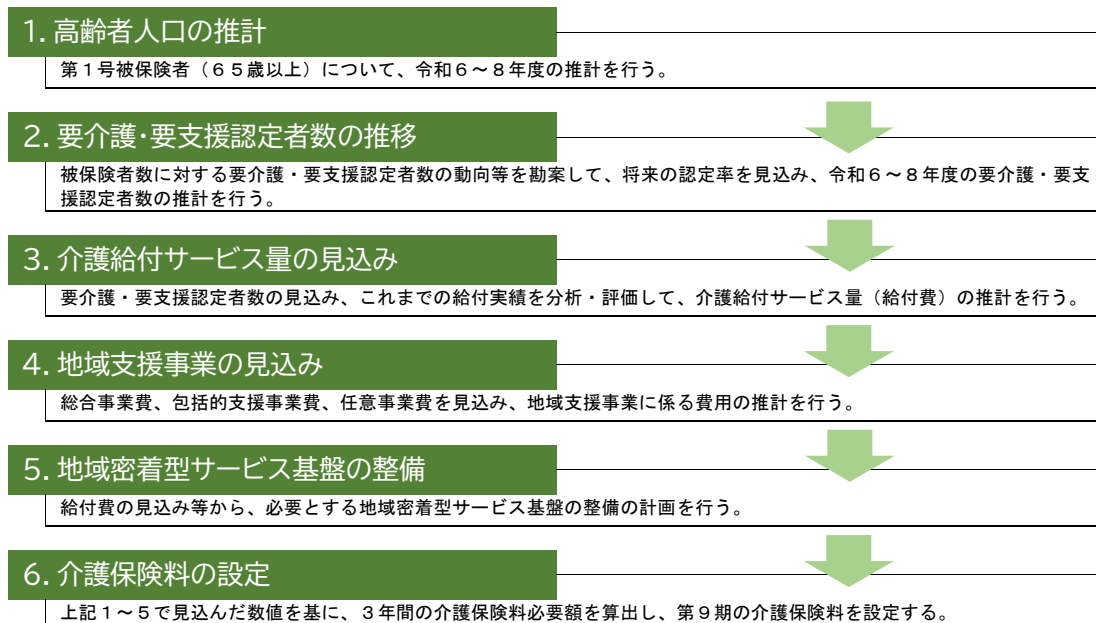 1.高齢者人口の推計
第1号被保険者（65歳以上）について、令和6～8年度の推計を行う。
2.要介護・要支援認定者数の推移
被保険者数に対する要介護・要支援認定者数の動向等を勘案して、将来の認定率を見込み、令和6～8年度の要介護・要支
援認定者数の推計を行う。
3.介護給付サービス量の見込み
要介護・要支援認定者数の見込み、これまでの給付実績を分析・評価して、介護給付サービス量（給付費）の推計を行う。
4.地域支援事業の見込み
総合事業費、包括的支援事業費、任意事業費を見込み、地域支援事業に係る費用の推計を行う。
5.地域密着型サービス基盤の整備
給付費の見込み等から、必要とする地域密着型サービス基盤の整備の計画を行う。
6.介護保険料の設定
上記1～5で見込んだ数値を基に、3年間の介護保険料必要額を算出し、第9期の介護保険料を設定する。